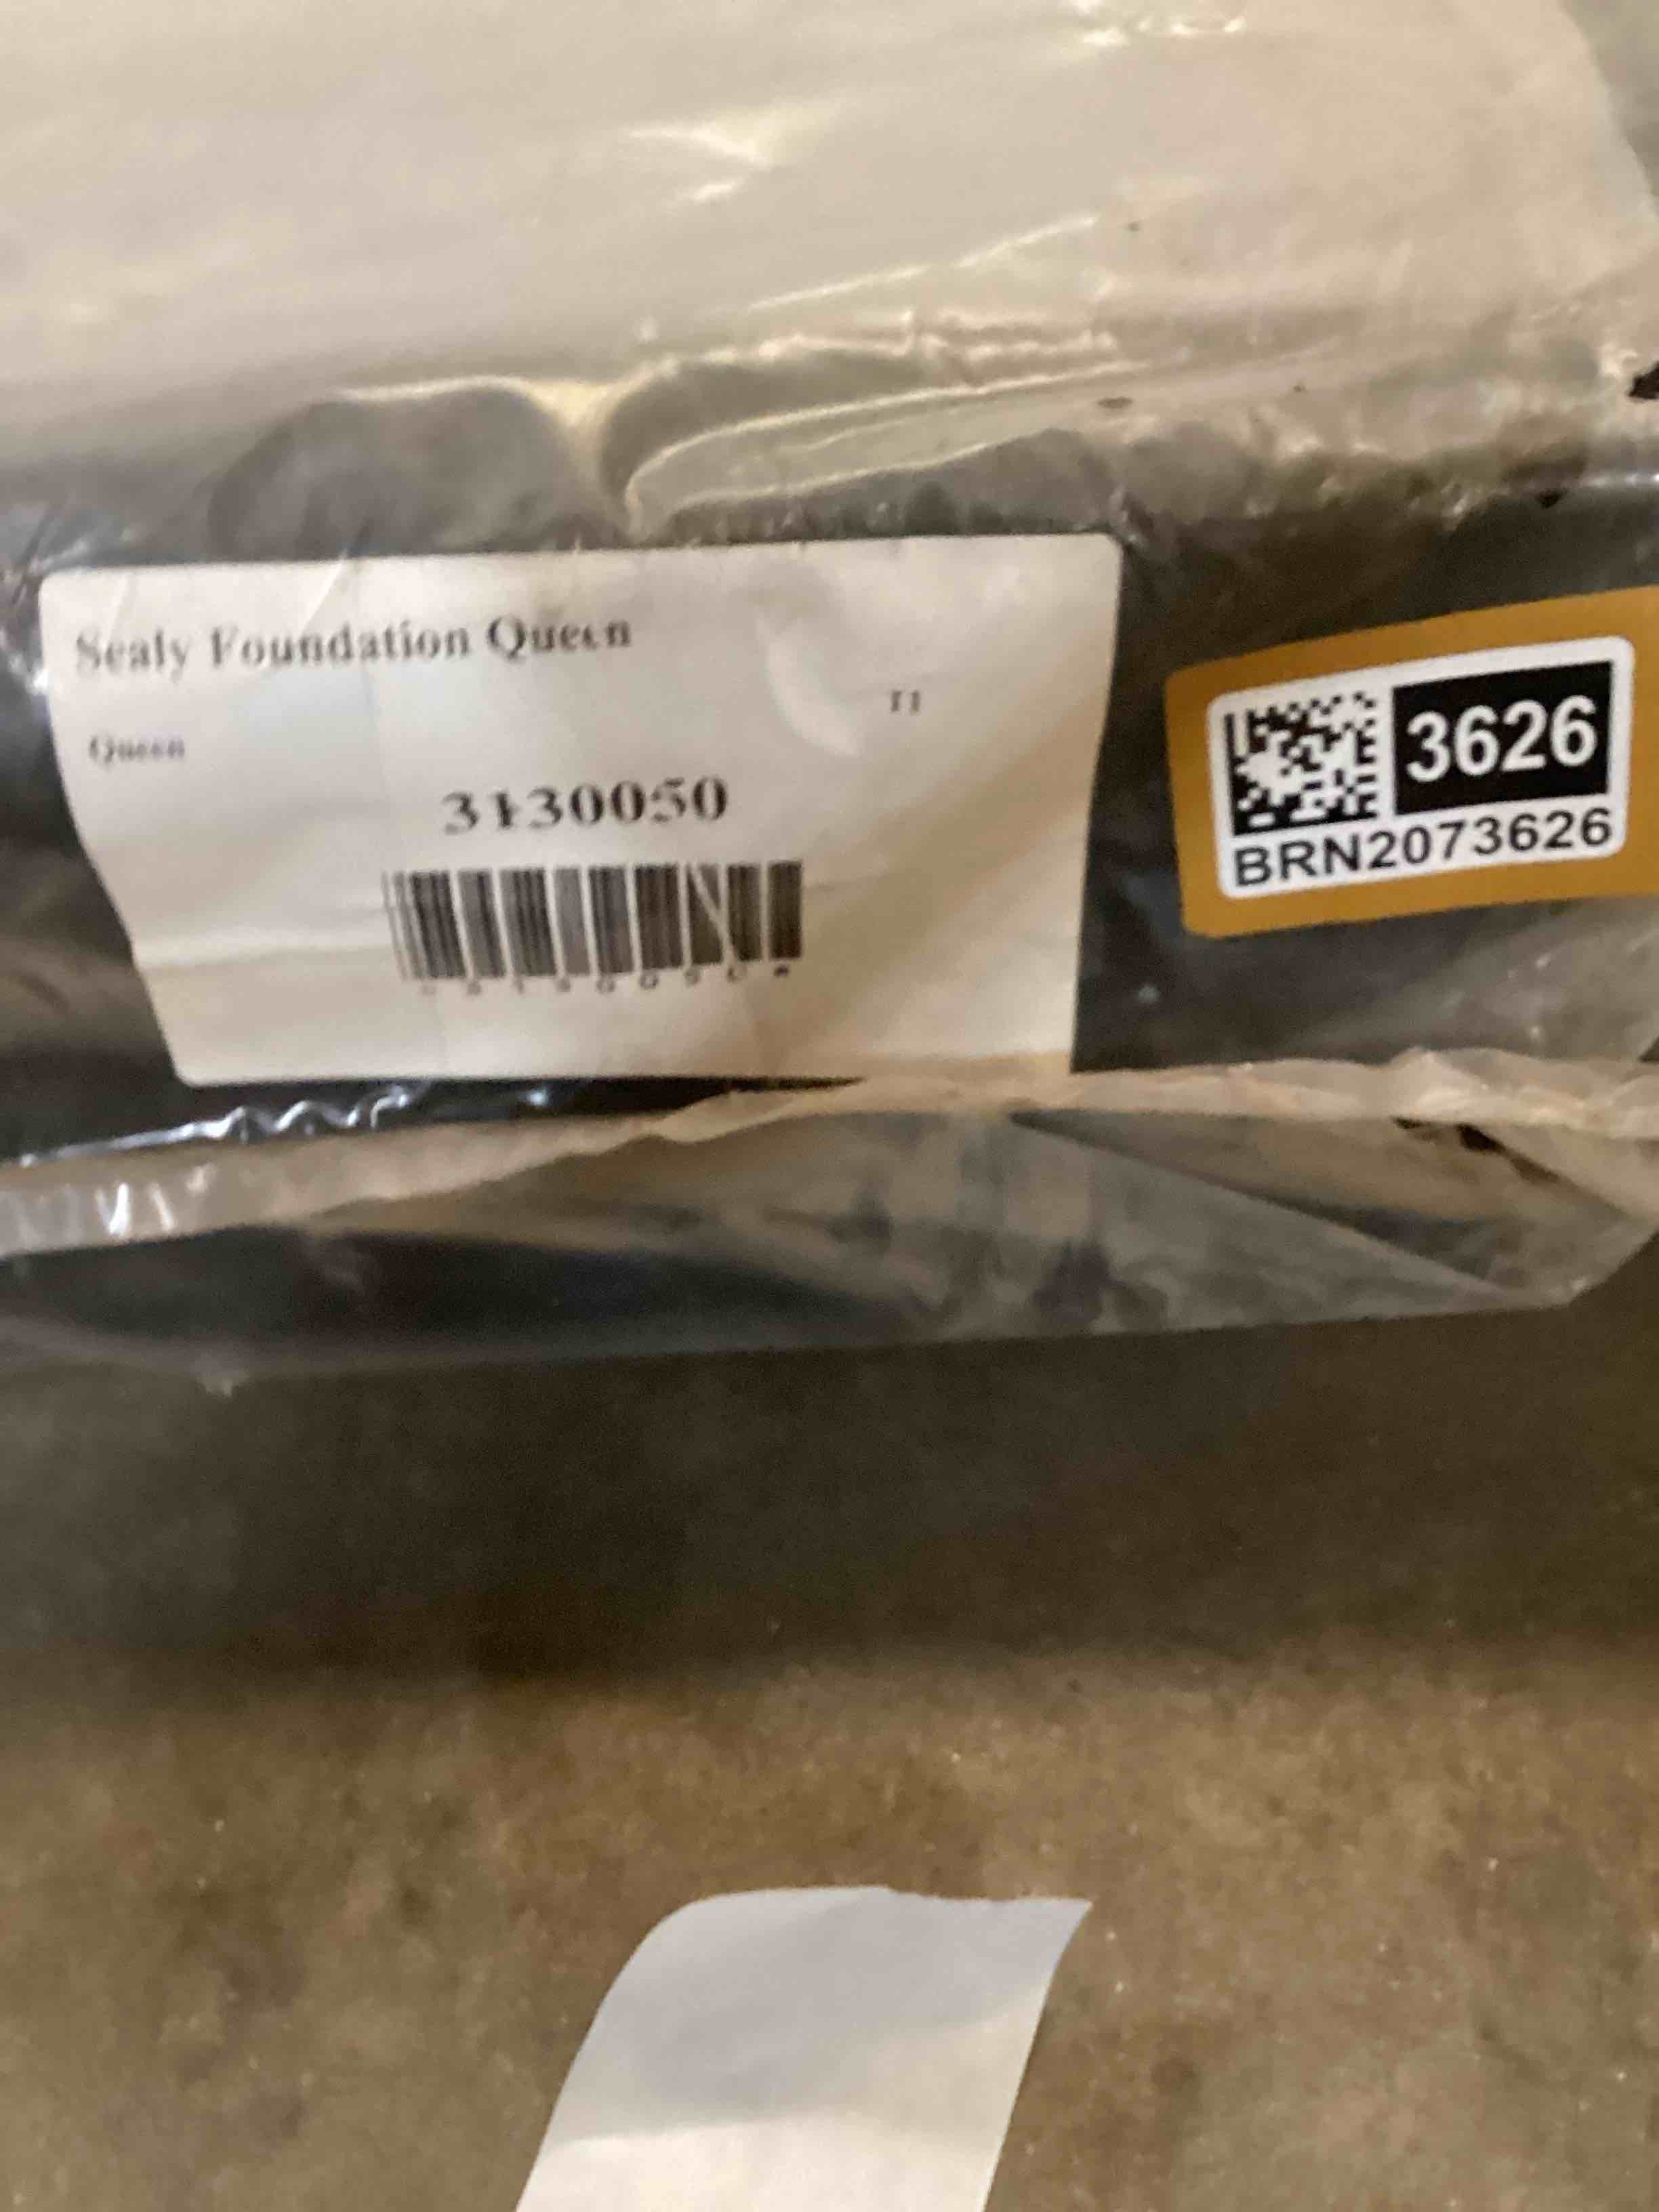 Sealy Foundation Queen
Queen
3130050
3626
BRN2073626